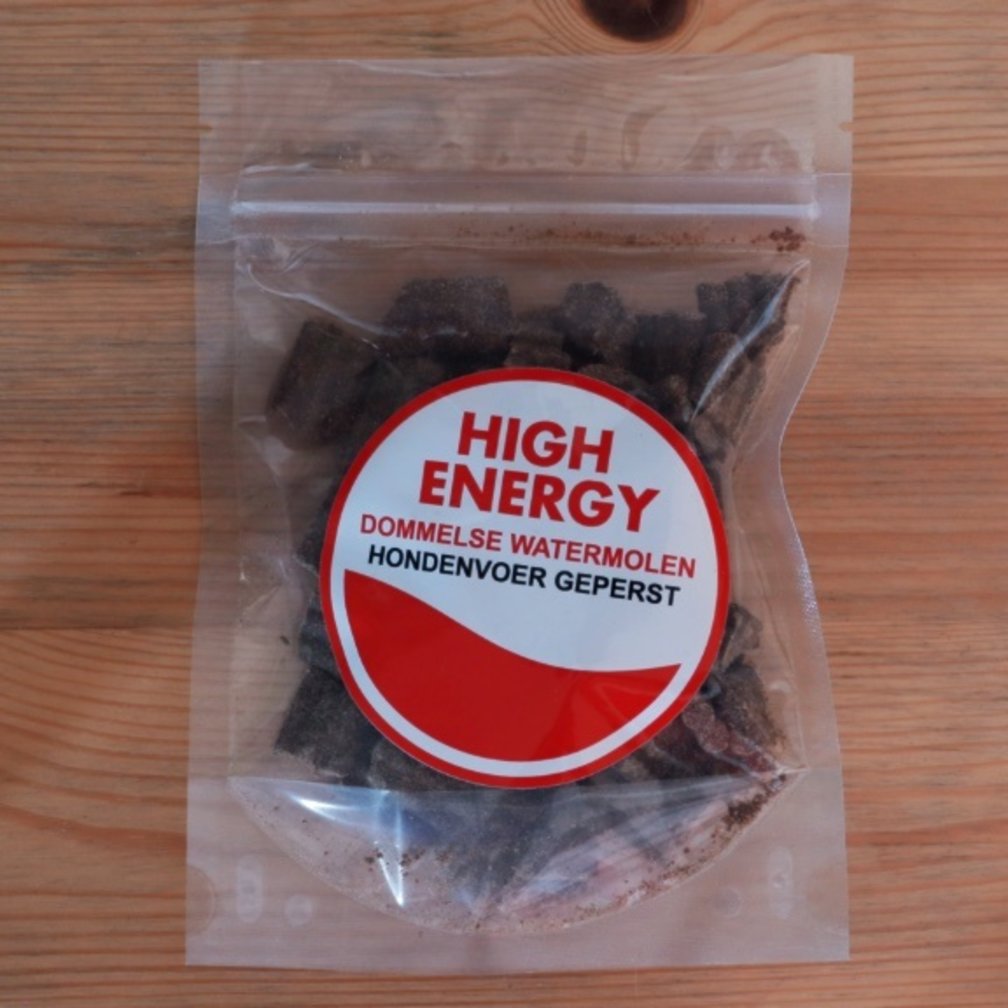 HIGH
ENERGY
DOMMELSE WATERMOLEN
HONDENVOER GEPERST